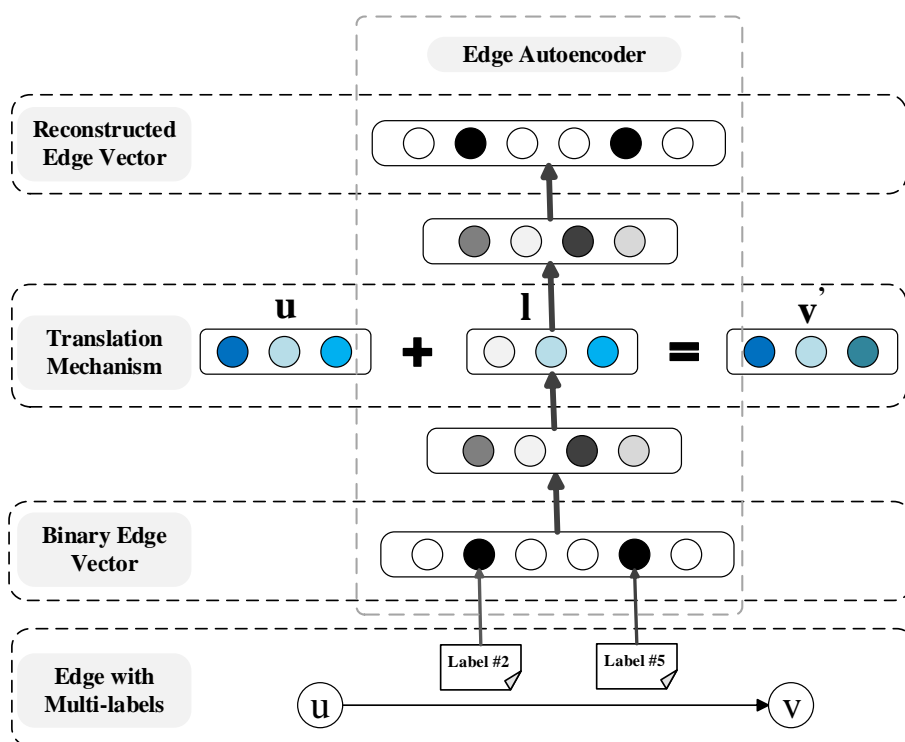 Edge Autoencoder
Reconstructed
Edge Vector
Translation
Mechanism
u
+
l
=
v’
Binary Edge
Vector
Edge with
Multi-labels
Label #2
Label #5
u
v